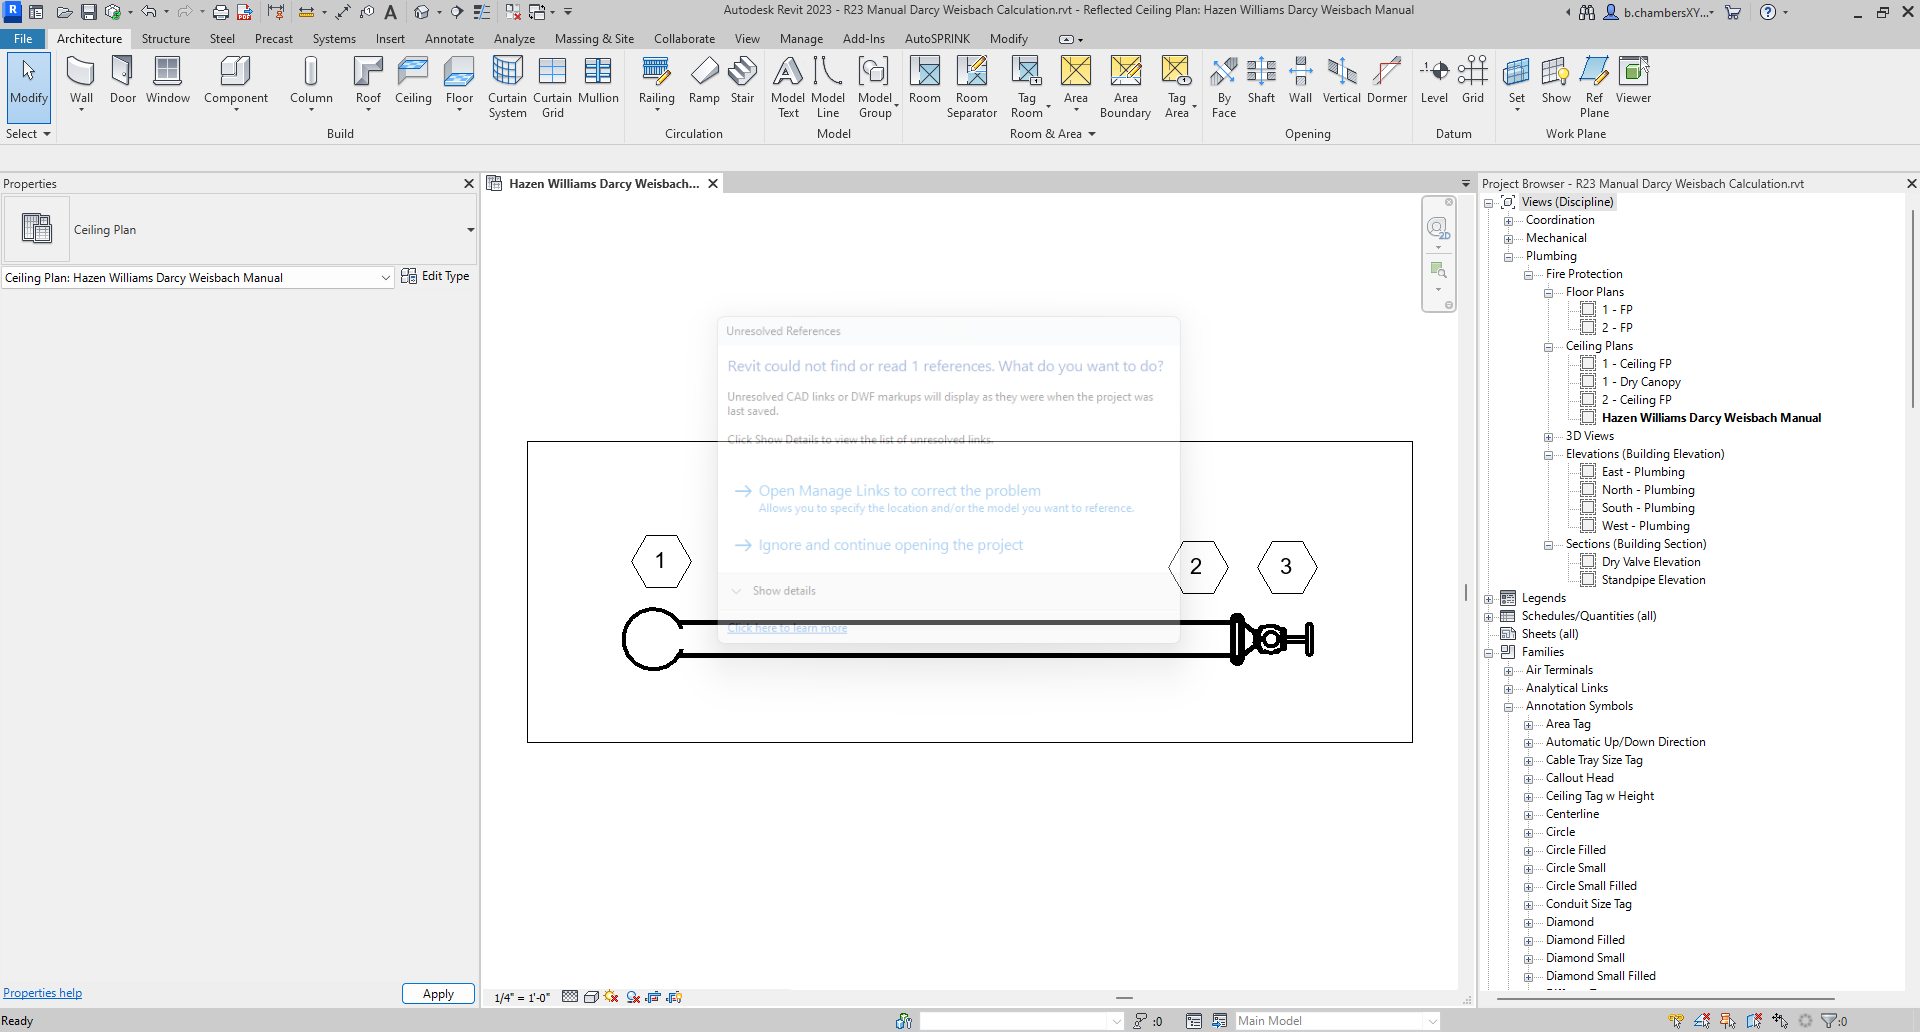 Autodesk Revit 2023 - R23 Manual Darcy Weisbach Calculation.rvt - Reflected Ceiling Plan: Hazen Williams Darcy Weisbach Manual
b.chambersXY...
File Architecture Structure Steel Precast Systems Insert Annotate Analyze Massing & Site Collaborate View Manage Add-Ins AutoSPRINK Modify
Modify Wall Door Window Component Column Roof Ceiling Floor Curtain System Curtain Grid Mullion Railing Ramp Stair Model Text Model Line Model Group Room Room Separator Tag Room Area Area Boundary Tag Area By Face Shaft Wall Vertical Dormer Level Grid Set Show Ref Plane Viewer
Select Build Circulation Model Room & Area Opening Datum Work Plane
Properties
Ceiling Plan
Ceiling Plan: Hazen Williams Darcy Weisbach Manual
Edit Type
Properties help
Apply
Hazen Williams Darcy Weisbach...
2D
Unresolved References
Revit could not find or read 1 references. What do you want to do?
Unresolved CAD links or DWF markups will display as they were when the project was
last saved.
Click Show Details to view the list of unresolved links.
Open Manage Links to correct the problem
Allows you to specify the location and/or the model you want to reference.
Ignore and continue opening the project
Show details
Click here to learn more
1
2
3
1/4" = 1'-0"
Project Browser - R23 Manual Darcy Weisbach Calculation.rvt
Views (Discipline)
Coordination
Mechanical
Plumbing
Fire Protection
Floor Plans
1 - FP
2 - FP
Ceiling Plans
1 - Ceiling FP
1 - Dry Canopy
2 - Ceiling FP
Hazen Williams Darcy Weisbach Manual
3D Views
Elevations (Building Elevation)
East - Plumbing
North - Plumbing
South - Plumbing
West - Plumbing
Sections (Building Section)
Dry Valve Elevation
Standpipe Elevation
Legends
Schedules/Quantities (all)
Sheets (all)
Families
Air Terminals
Analytical Links
Annotation Symbols
Area Tag
Automatic Up/Down Direction
Cable Tray Size Tag
Callout Head
Ceiling Tag w Height
Centerline
Circle
Circle Filled
Circle Small
Circle Small Filled
Conduit Size Tag
Diamond
Diamond Filled
Diamond Small
Diamond Small Filled
Ready
:0
Main Model
:0